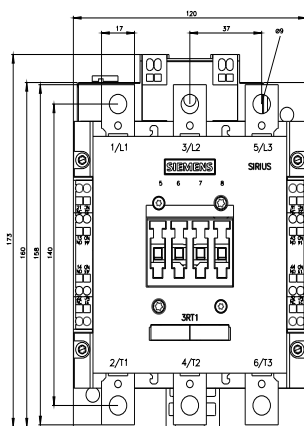 120
17 37 ø9
1/L1 3/L2 5/L3
SIEMENS SIRIUS
5 6 7 8
173
160
158
140
3RT1
2/T1 4/T2 6/T3